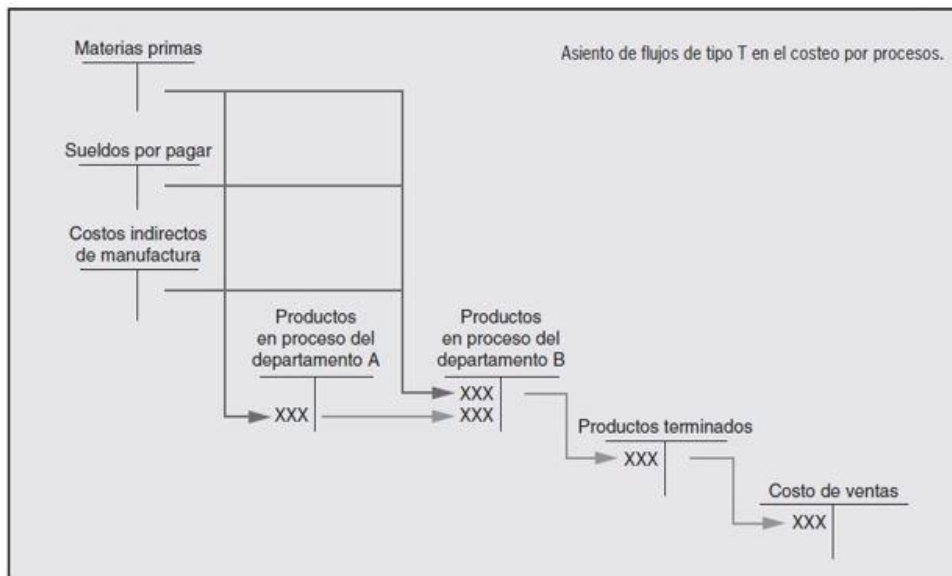 Materias primas
Asiento de flujos de tipo T en el costeo por procesos.
Sueldos por pagar
Costos indirectos
de manufactura
Productos
en proceso del
departamento A
Productos
en proceso del
departamento B
XXX
XXX
XXX
Productos terminados
XXX
Costo de ventas
XXX